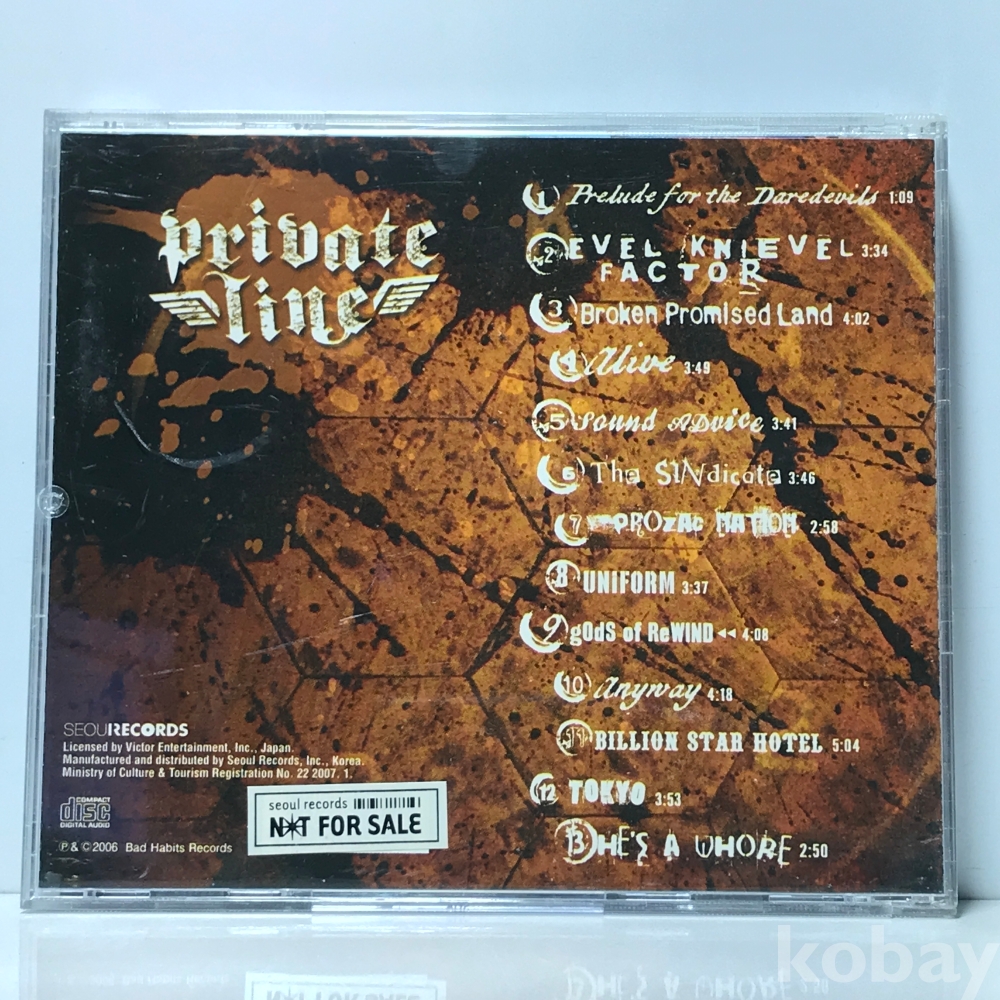 private
line
1 Prelude for the Daredevils 1:09
2 EVEL KNIEVEL 3:34
FACTOR
3 Broken Promised Land 4:02
4 Alive 3:49
5 Sound ADvice 3:41
6 The SINdicate 3:46
7 PROzAc NATION 2:58
8 UNIFORM 3:37
9 gOdS of ReWIND 4:08
10 Anyway 4:18
11 BILLION STAR HOTEL 5:04
12 TOKYO 3:53
13 HE'S A WHORE 2:50
SEOULRECORDS
Licensed by Victor Entertainment, Inc., Japan.
Manufactured and distributed by Seoul Records, Inc., Korea.
Ministry of Culture & Tourism Registration No. 22 2007. 1.
COMPACT
disc
DIGITAL AUDIO
℗ & © 2006 Bad Habits Records
seoul records
N*T FOR SALE
kobay